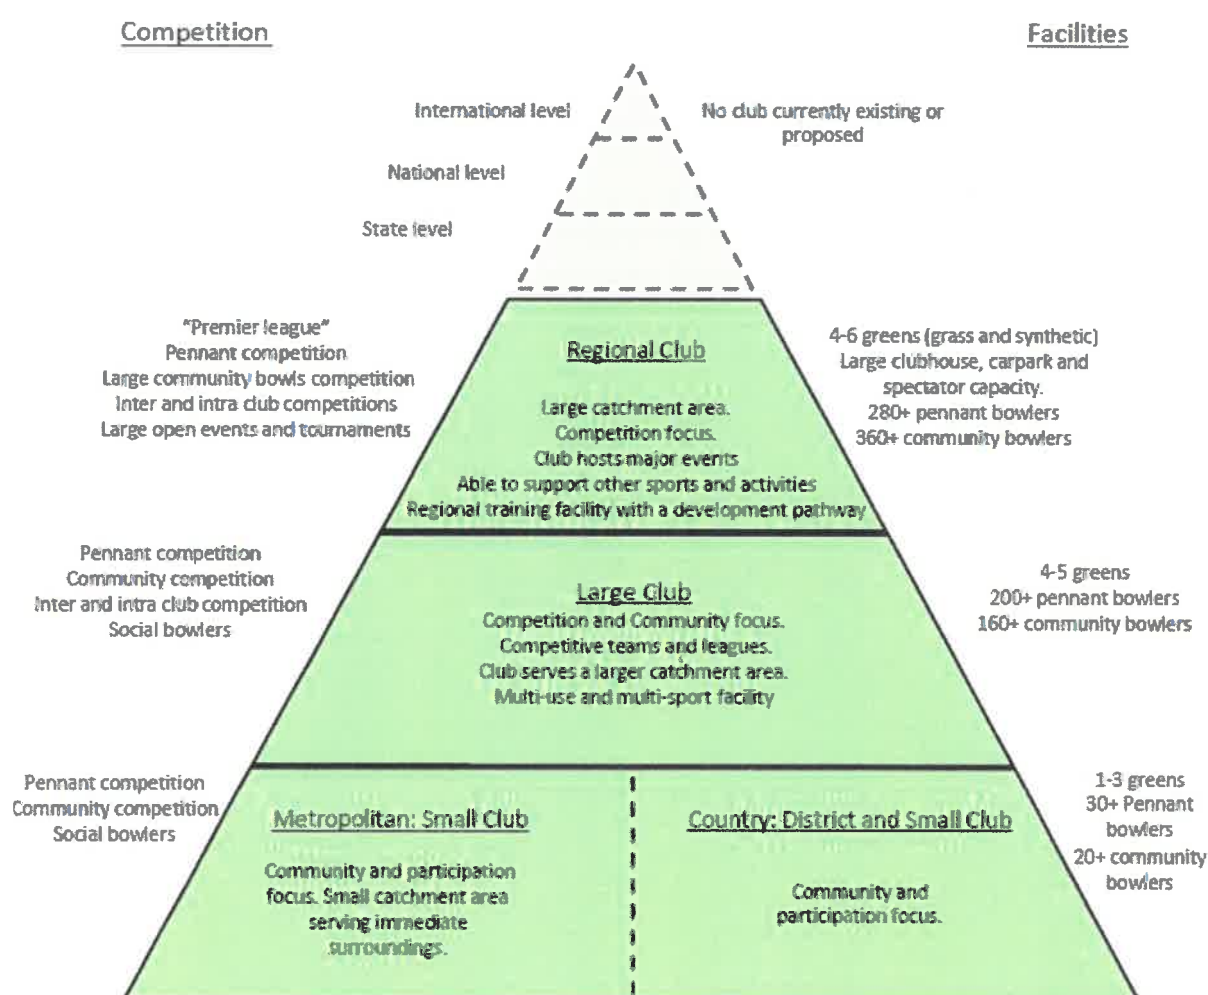 Competition
Facilities
International level
No club currently existing or
proposed
National level
State level
"Premier league"
Pennant competition
Large community bowls competition
Inter and intra club competitions
Large open events and tournaments
Regional Club
Large catchment area.
Competition focus.
Club hosts major events
Able to support other sports and activities
Regional training facility with a development pathway
4-6 greens (grass and synthetic)
Large clubhouse, carpark and
spectator capacity.
280+ pennant bowlers
360+ community bowlers
Pennant competition
Community competition
Inter and intra club competition
Social bowlers
Large Club
Competition and Community focus.
Competitive teams and leagues.
Club serves a larger catchment area.
Multi-use and multi-sport facility
4-5 greens
200+ pennant bowlers
160+ community bowlers
Pennant competition
Community competition
Social bowlers
Metropolitan: Small Club
Community and participation
focus. Small catchment area
serving immediate
surroundings.
Country: District and Small Club
Community and
participation focus.
1-3 greens
30+ Pennant
bowlers
20+ community
bowlers